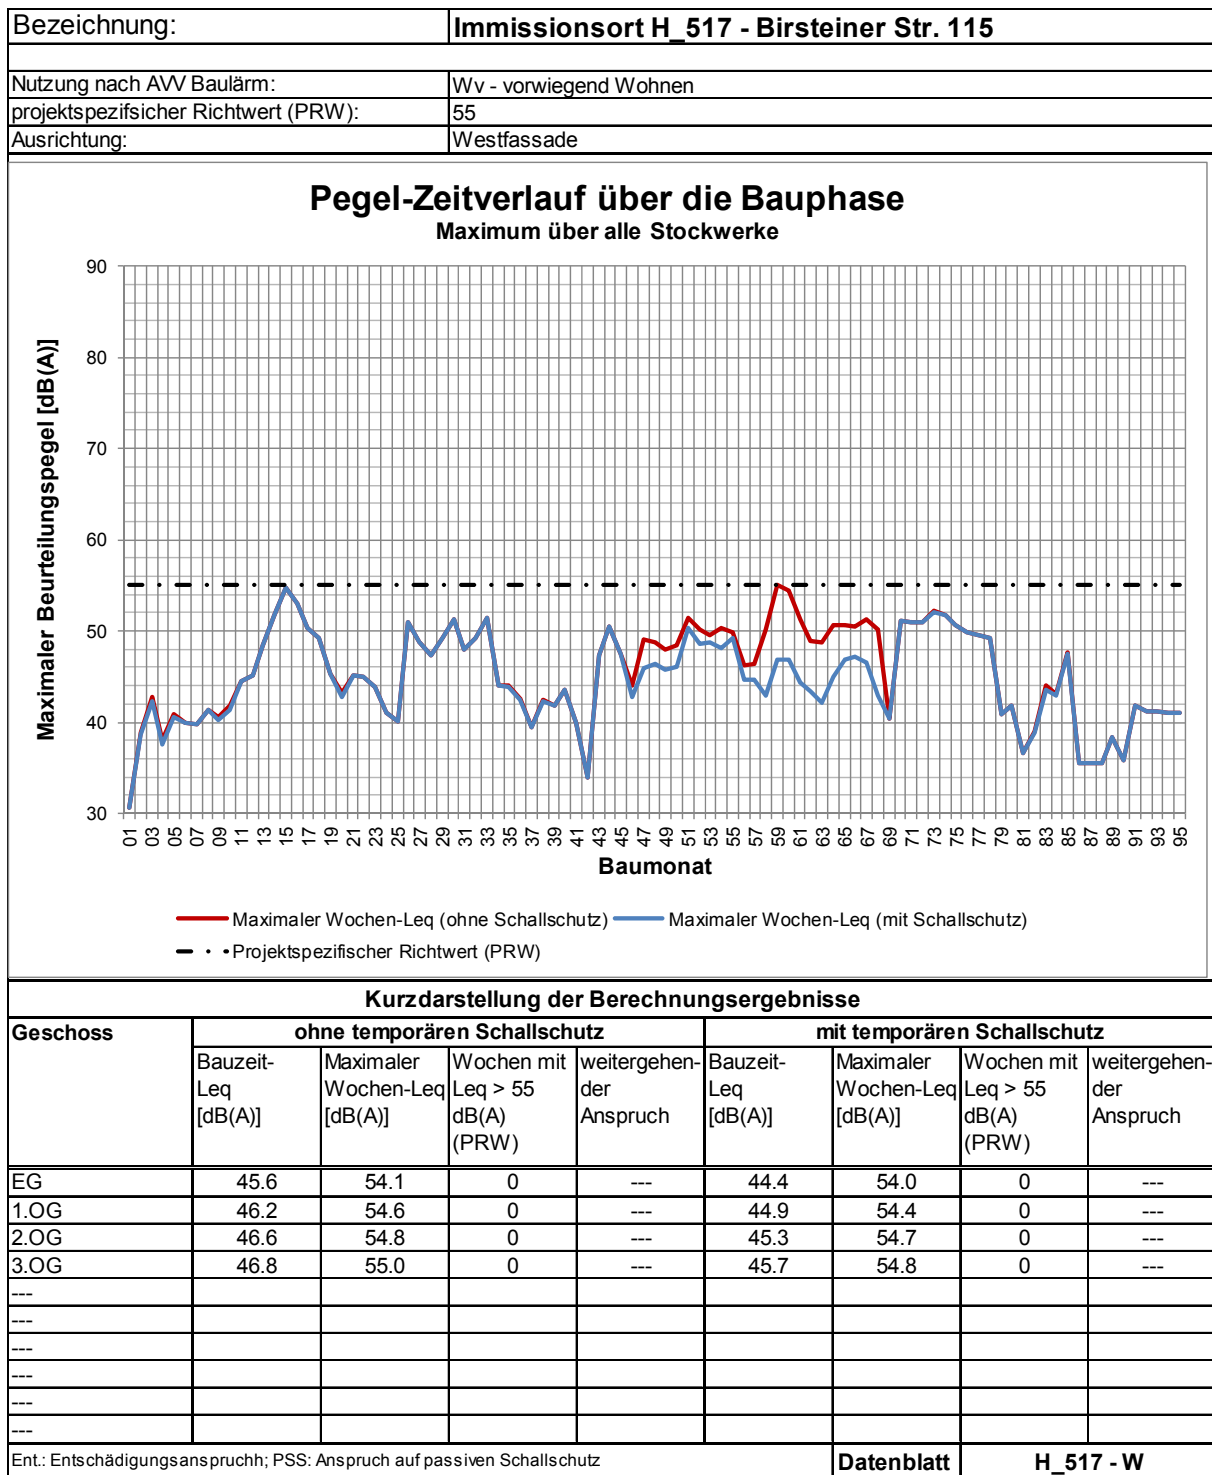 Bezeichnung: Immissionsort H_517 - Birsteiner Str. 115
Nutzung nach AVV Baulärm: Wv - vorwiegend Wohnen
projektspezifsicher Richtwert (PRW): 55
Ausrichtung: Westfassade
Pegel-Zeitverlauf über die Bauphase
Maximum über alle Stockwerke
Maximaler Beurteilungspegel [dB(A)]
90
80
70
60
50
40
30
01 03 05 07 09 11 13 15 17 19 21 23 25 27 29 31 33 35 37 39 41 43 45 47 49 51 53 55 57 59 61 63 65 67 69 71 73 75 77 79 81 83 85 87 89 91 93 95
Baumonat
Maximaler Wochen-Leq (ohne Schallschutz) Maximaler Wochen-Leq (mit Schallschutz)
Projektspezifischer Richtwert (PRW)
Kurzdarstellung der Berechnungsergebnisse
Geschoss ohne temporären Schallschutz mit temporären Schallschutz
Bauzeit- Maximaler Wochen mit weitergehen- Bauzeit- Maximaler Wochen mit weitergehen-
Leq Wochen-Leq Leq > 55 der Leq Wochen-Leq Leq > 55 der
[dB(A)] [dB(A)] dB(A) Anspruch [dB(A)] [dB(A)] dB(A) Anspruch
(PRW) (PRW)
EG 45.6 54.1 0 --- 44.4 54.0 0 ---
1.OG 46.2 54.6 0 --- 44.9 54.4 0 ---
2.OG 46.6 54.8 0 --- 45.3 54.7 0 ---
3.OG 46.8 55.0 0 --- 45.7 54.8 0 ---
---
---
---
---
---
---
Ent.: Entschädigungsanspruchh; PSS: Anspruch auf passiven Schallschutz Datenblatt H_517 - W